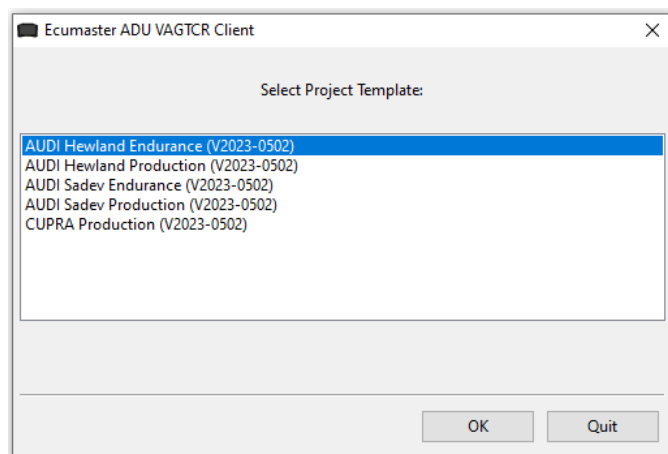 Ecumaster ADU VAGTCR Client
Select Project Template:
AUDI Hewland Endurance (V2023-0502)
AUDI Hewland Production (V2023-0502)
AUDI Sadev Endurance (V2023-0502)
AUDI Sadev Production (V2023-0502)
CUPRA Production (V2023-0502)
OK Quit